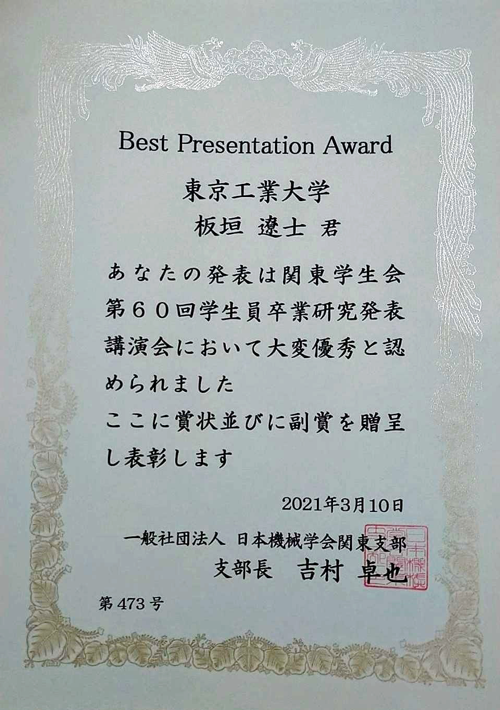 Best Presentation Award
東京工業大学
板垣 遼士 君
あなたの発表は関東学生会
第６０回学生員卒業研究発表
講演会において大変優秀と認
められました
ここに賞状並びに副賞を贈呈
し表彰します
2021年3月10日
一般社団法人 日本機械学会関東支部
支部長 吉村 卓也
第 473 号